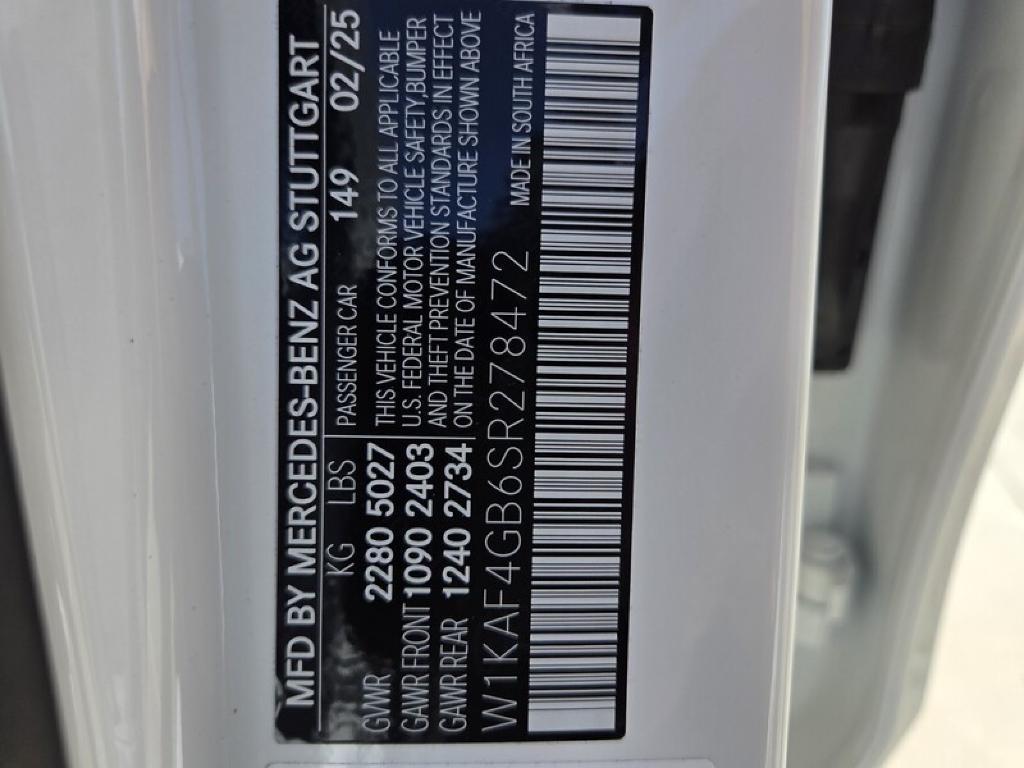 MFD BY MERCEDES-BENZ AG STUTTGART
KG LBS PASSENGER CAR 149 02/25
GWR 2280 5027
GAWR FRONT 1090 2403
GAWR REAR 1240 2734
THIS VEHICLE CONFORMS TO ALL APPLICABLE
U.S. FEDERAL MOTOR VEHICLE SAFETY,BUMPER
AND THEFT PREVENTION STANDARDS IN EFFECT
ON THE DATE OF MANUFACTURE SHOWN ABOVE
W1KAF4GB6SR278472
MADE IN SOUTH AFRICA